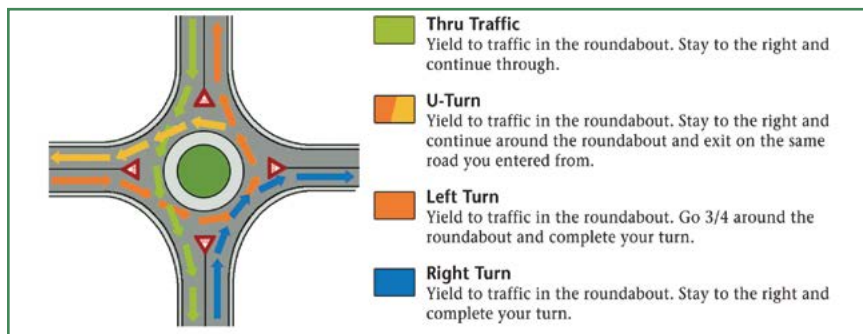 Thru Traffic
Yield to traffic in the roundabout. Stay to the right and
continue through.
U-Turn
Yield to traffic in the roundabout. Stay to the right and
continue around the roundabout and exit on the same
road you entered from.
Left Turn
Yield to traffic in the roundabout. Go 3/4 around the
roundabout and complete your turn.
Right Turn
Yield to traffic in the roundabout. Stay to the right and
complete your turn.